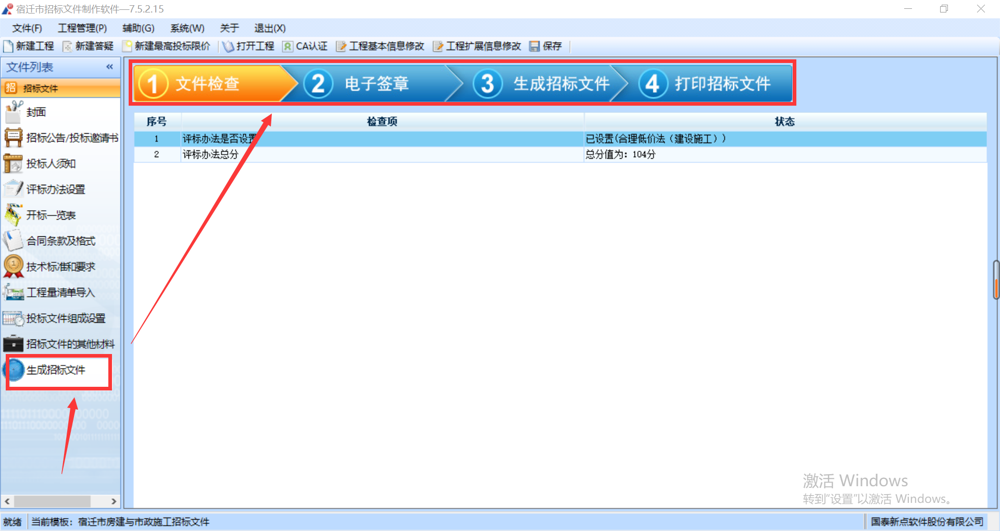 宿迁市招标文件制作软件—7.5.2.15
文件(F) 工程管理(P) 辅助(G) 系统(W) 关于 退出(X)
新建工程 新建答疑 新建最高投标限价 打开工程 CA认证 工程基本信息修改 工程扩展信息修改 保存
文件列表 «
招 招标文件
封面
招标公告/投标邀请书
投标人须知
评标办法设置
开标一览表
合同条款及格式
技术标准和要求
工程量清单导入
投标文件组成设置
招标文件的其他材料
生成招标文件
1 文件检查 2 电子签章 3 生成招标文件 4 打印招标文件
序号 检查项 状态
1 评标办法是否设置 已设置(合理低价法（建设施工）)
2 评标办法总分 总分值为：104分
激活 Windows
转到"设置"以激活 Windows。
就绪 当前模板：宿迁市房建与市政施工招标文件 国泰新点软件股份有限公司